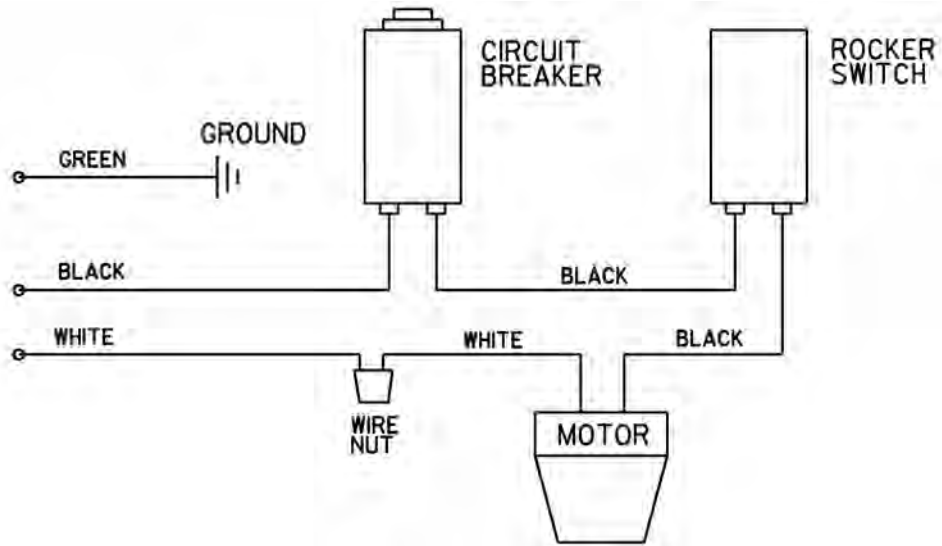 CIRCUIT
BREAKER
ROCKER
SWITCH
GROUND
GREEN
BLACK
BLACK
WHITE
WHITE
BLACK
WIRE
NUT
MOTOR